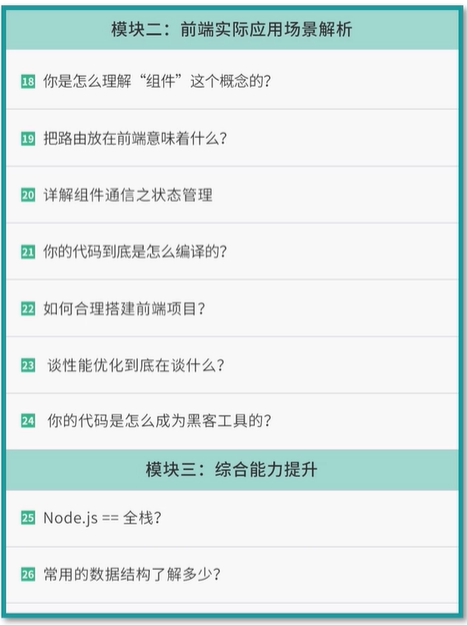 模块二：前端实际应用场景解析
18 你是怎么理解“组件”这个概念的？
19 把路由放在前端意味着什么？
20 详解组件通信之状态管理
21 你的代码到底是怎么编译的？
22 如何合理搭建前端项目？
23 谈性能优化到底在谈什么？
24 你的代码是怎么成为黑客工具的？
模块三：综合能力提升
25 Node.js == 全栈？
26 常用的数据结构了解多少？